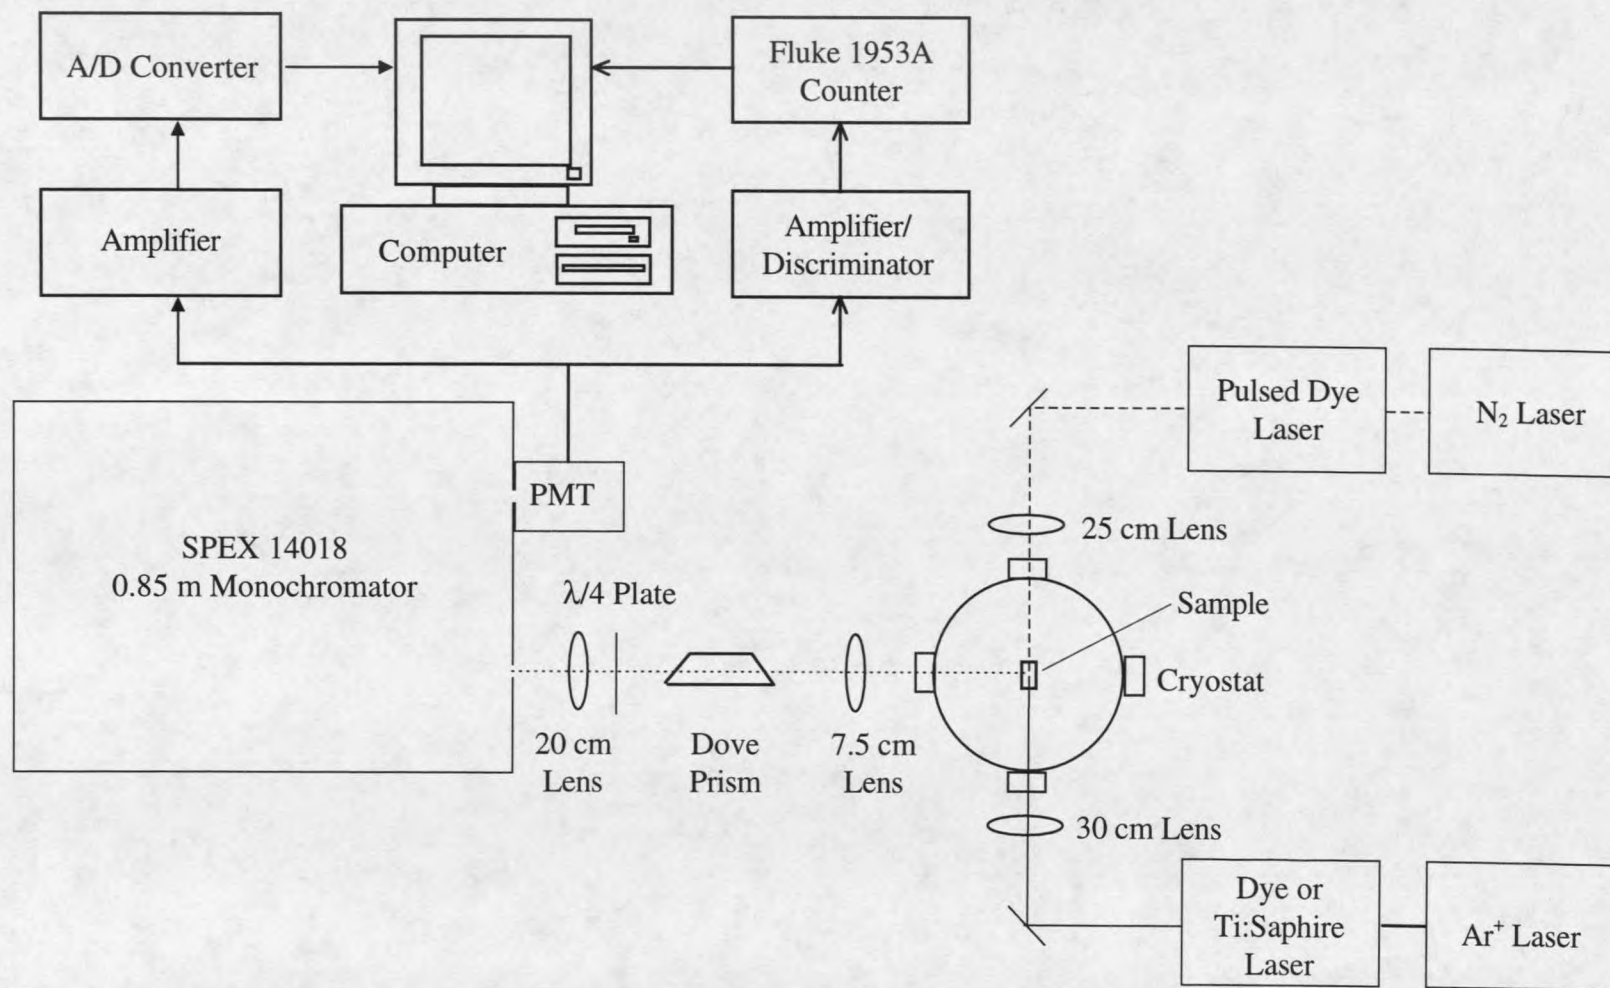 A/D Converter
Fluke 1953A
Counter
Amplifier
Computer
Amplifier/
Discriminator
Pulsed Dye
Laser
N₂ Laser
PMT
SPEX 14018
0.85 m Monochromator
25 cm Lens
λ/4 Plate
Sample
Cryostat
20 cm
Lens
Dove
Prism
7.5 cm
Lens
30 cm Lens
Dye or
Ti:Saphire
Laser
Ar⁺ Laser